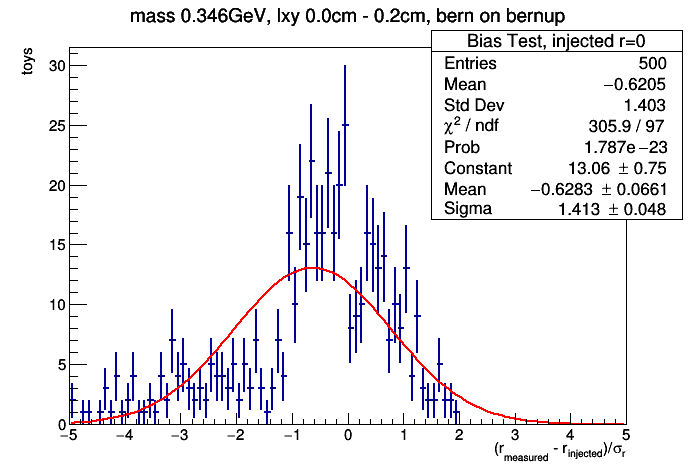 mass 0.346GeV, lxy 0.0cm - 0.2cm, bern on bernup
Bias Test, injected r=0
Entries 500
Mean −0.6205
Std Dev 1.403
χ² / ndf 305.9 / 97
Prob 1.787e−23
Constant 13.06 ± 0.75
Mean −0.6283 ± 0.0661
Sigma 1.413 ± 0.048
toys
30
25
20
15
10
5
0
−5 −4 −3 −2 −1 0 1 2 3 4 5
(r_measured - r_injected)/σ_r